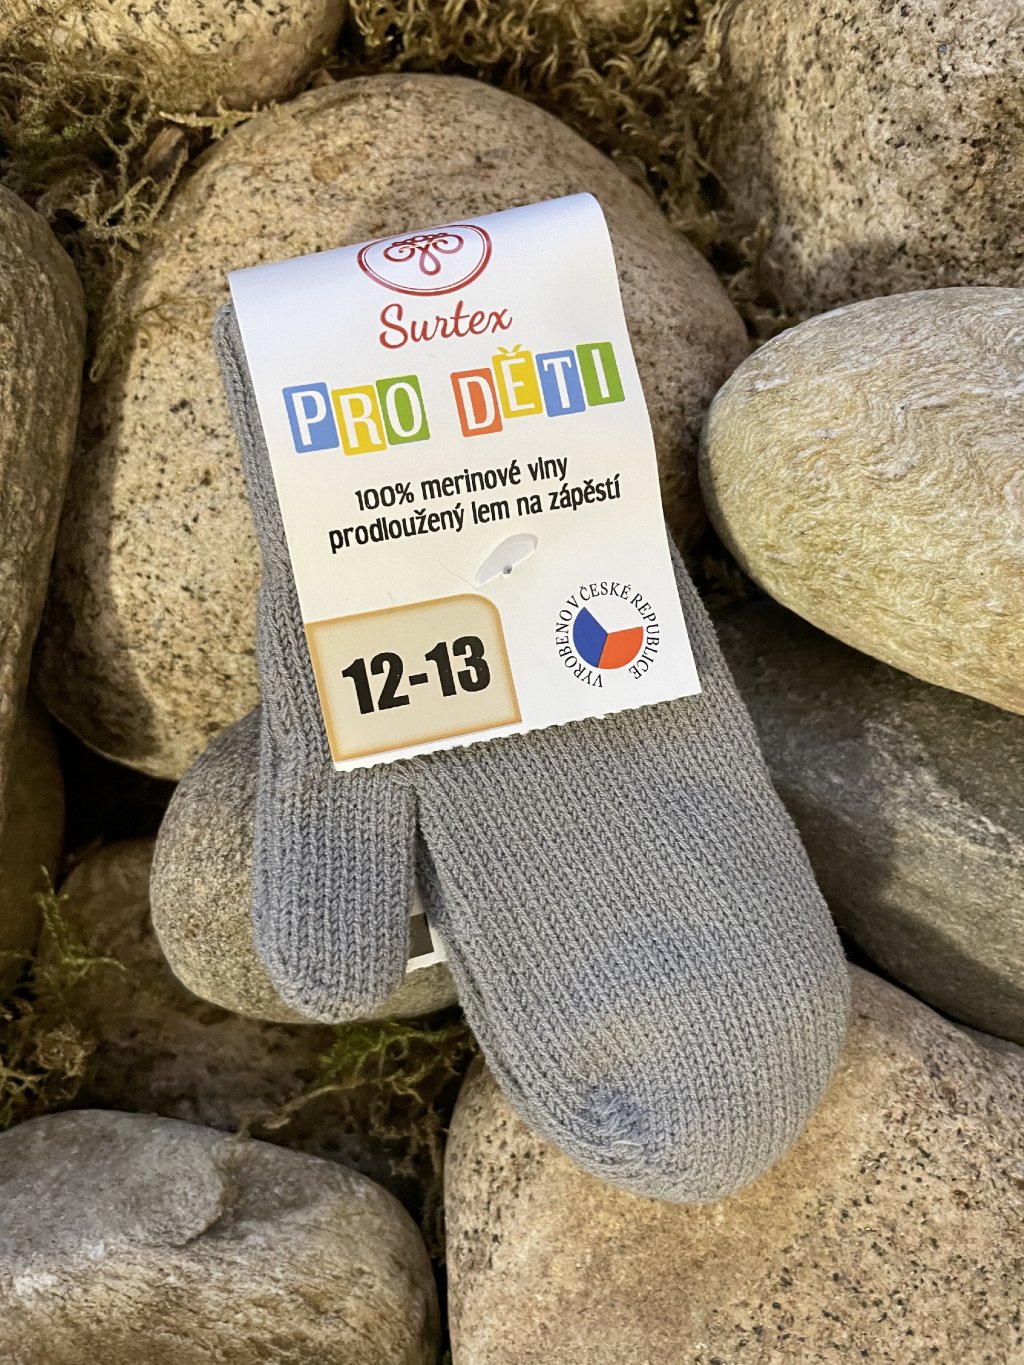 Surtex
PRO DĚTI
100% merinové vlny
prodloužený lem na zápěstí
VYROBENO V ČESKÉ REPUBLICE
12-13